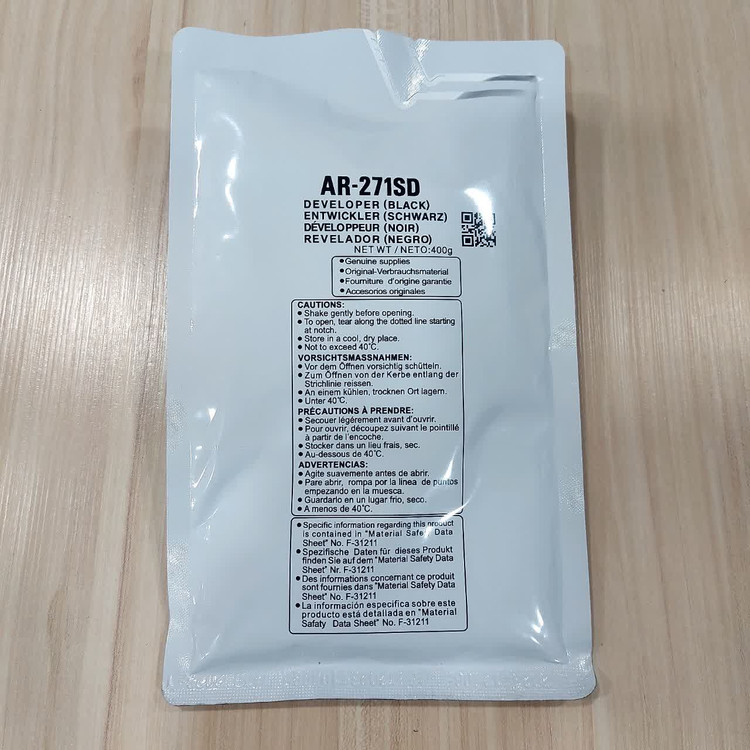 AR-271SD
DEVELOPER (BLACK)
ENTWICKLER (SCHWARZ)
DÉVELOPPEUR (NOIR)
REVELADOR (NEGRO)
NET WT / NETO:400g
●Genuine supplies
●Original-Verbrauchsmaterial
●Fourniture d'origine garantie
●Accesorios originales
CAUTIONS:
● Shake gently before opening.
● To open, tear along the dotted line starting
at notch.
● Store in a cool, dry place.
● Not to exceed 40℃.
VORSICHTSMASSNAHMEN:
● Vor dem Öffnen vorsichtig schütteln.
● Zum Öffnen von der Kerbe entlang der
Strichlinie reissen.
● An einem kühlen, trocknen Ort lagern.
● Unter 40℃.
PRÉCAUTIONS À PRENDRE:
● Secouer légèrement avant d'ouvrir.
● Pour ouvrir, découpez suivant le pointillé
à partir de l'encoche.
● Stocker dans un lieu frais, sec.
● Au-dessous de 40℃.
ADVERTENCIAS:
● Agite suavemente antes de abrir.
● Pare abrir, rompa por la linea de puntos
empezando en la muesca.
● Guardarlo en un lugar frio, seco.
● A menos de 40℃.
● Specific information regarding this product
is contained in "Material Safety Data
Sheet" No. F-31211
● Spezifische Daten für dieses Produkt
finden Sie auf dem "Material Safety Data
Sheet" Nr. F-31211
● Des informations concernant ce produit
sont fournies dans "Material Safety Data
Sheet" No. F-31211
● La información especifica sobre este
producto está detallada en "Material
Safaty Data Sheet" No. F-31211